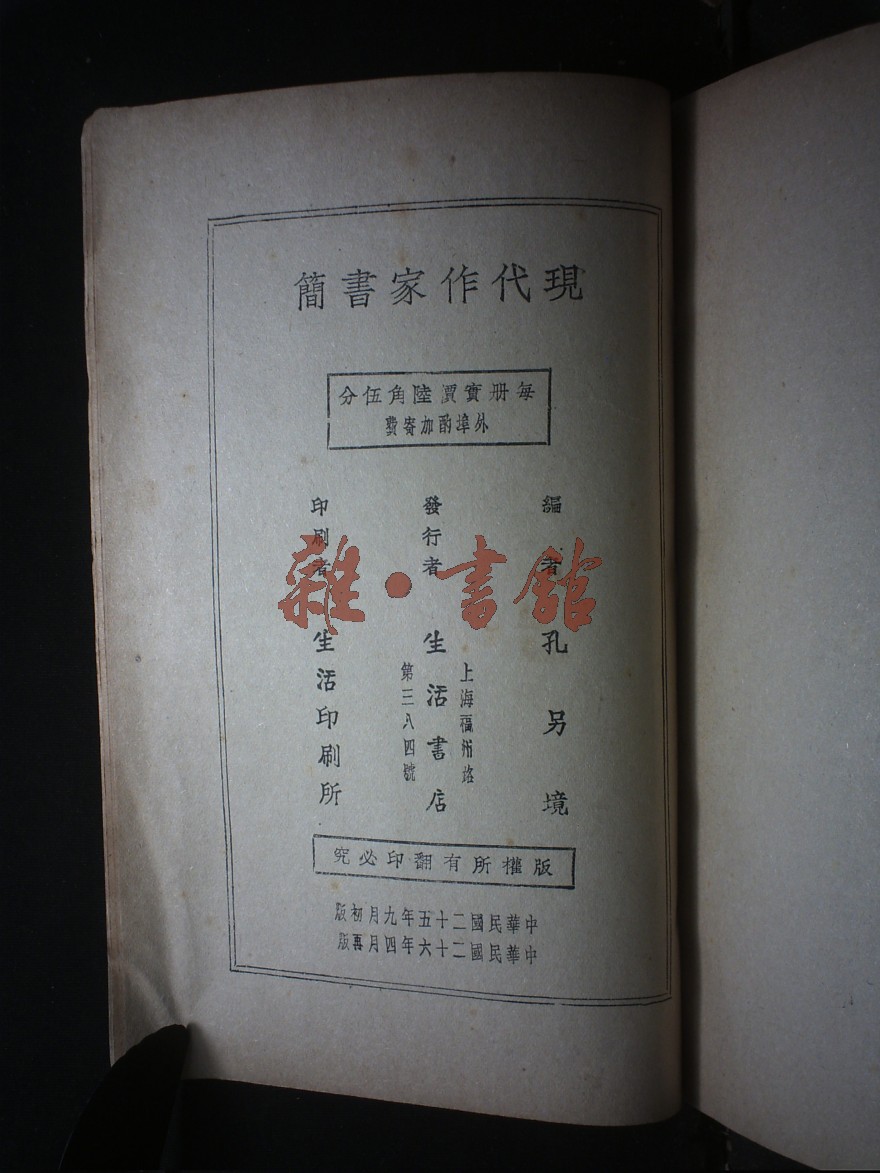 現代作家書簡
每册實價陸角伍分
外埠酌加寄費
編者 孔另境
發行者 生活書店
上海福州路
第三八四號
印刷者 生活印刷所
雜·書館
版權所有翻印必究
中華民國二十五年九月初版
中華民國二十六年四月再版